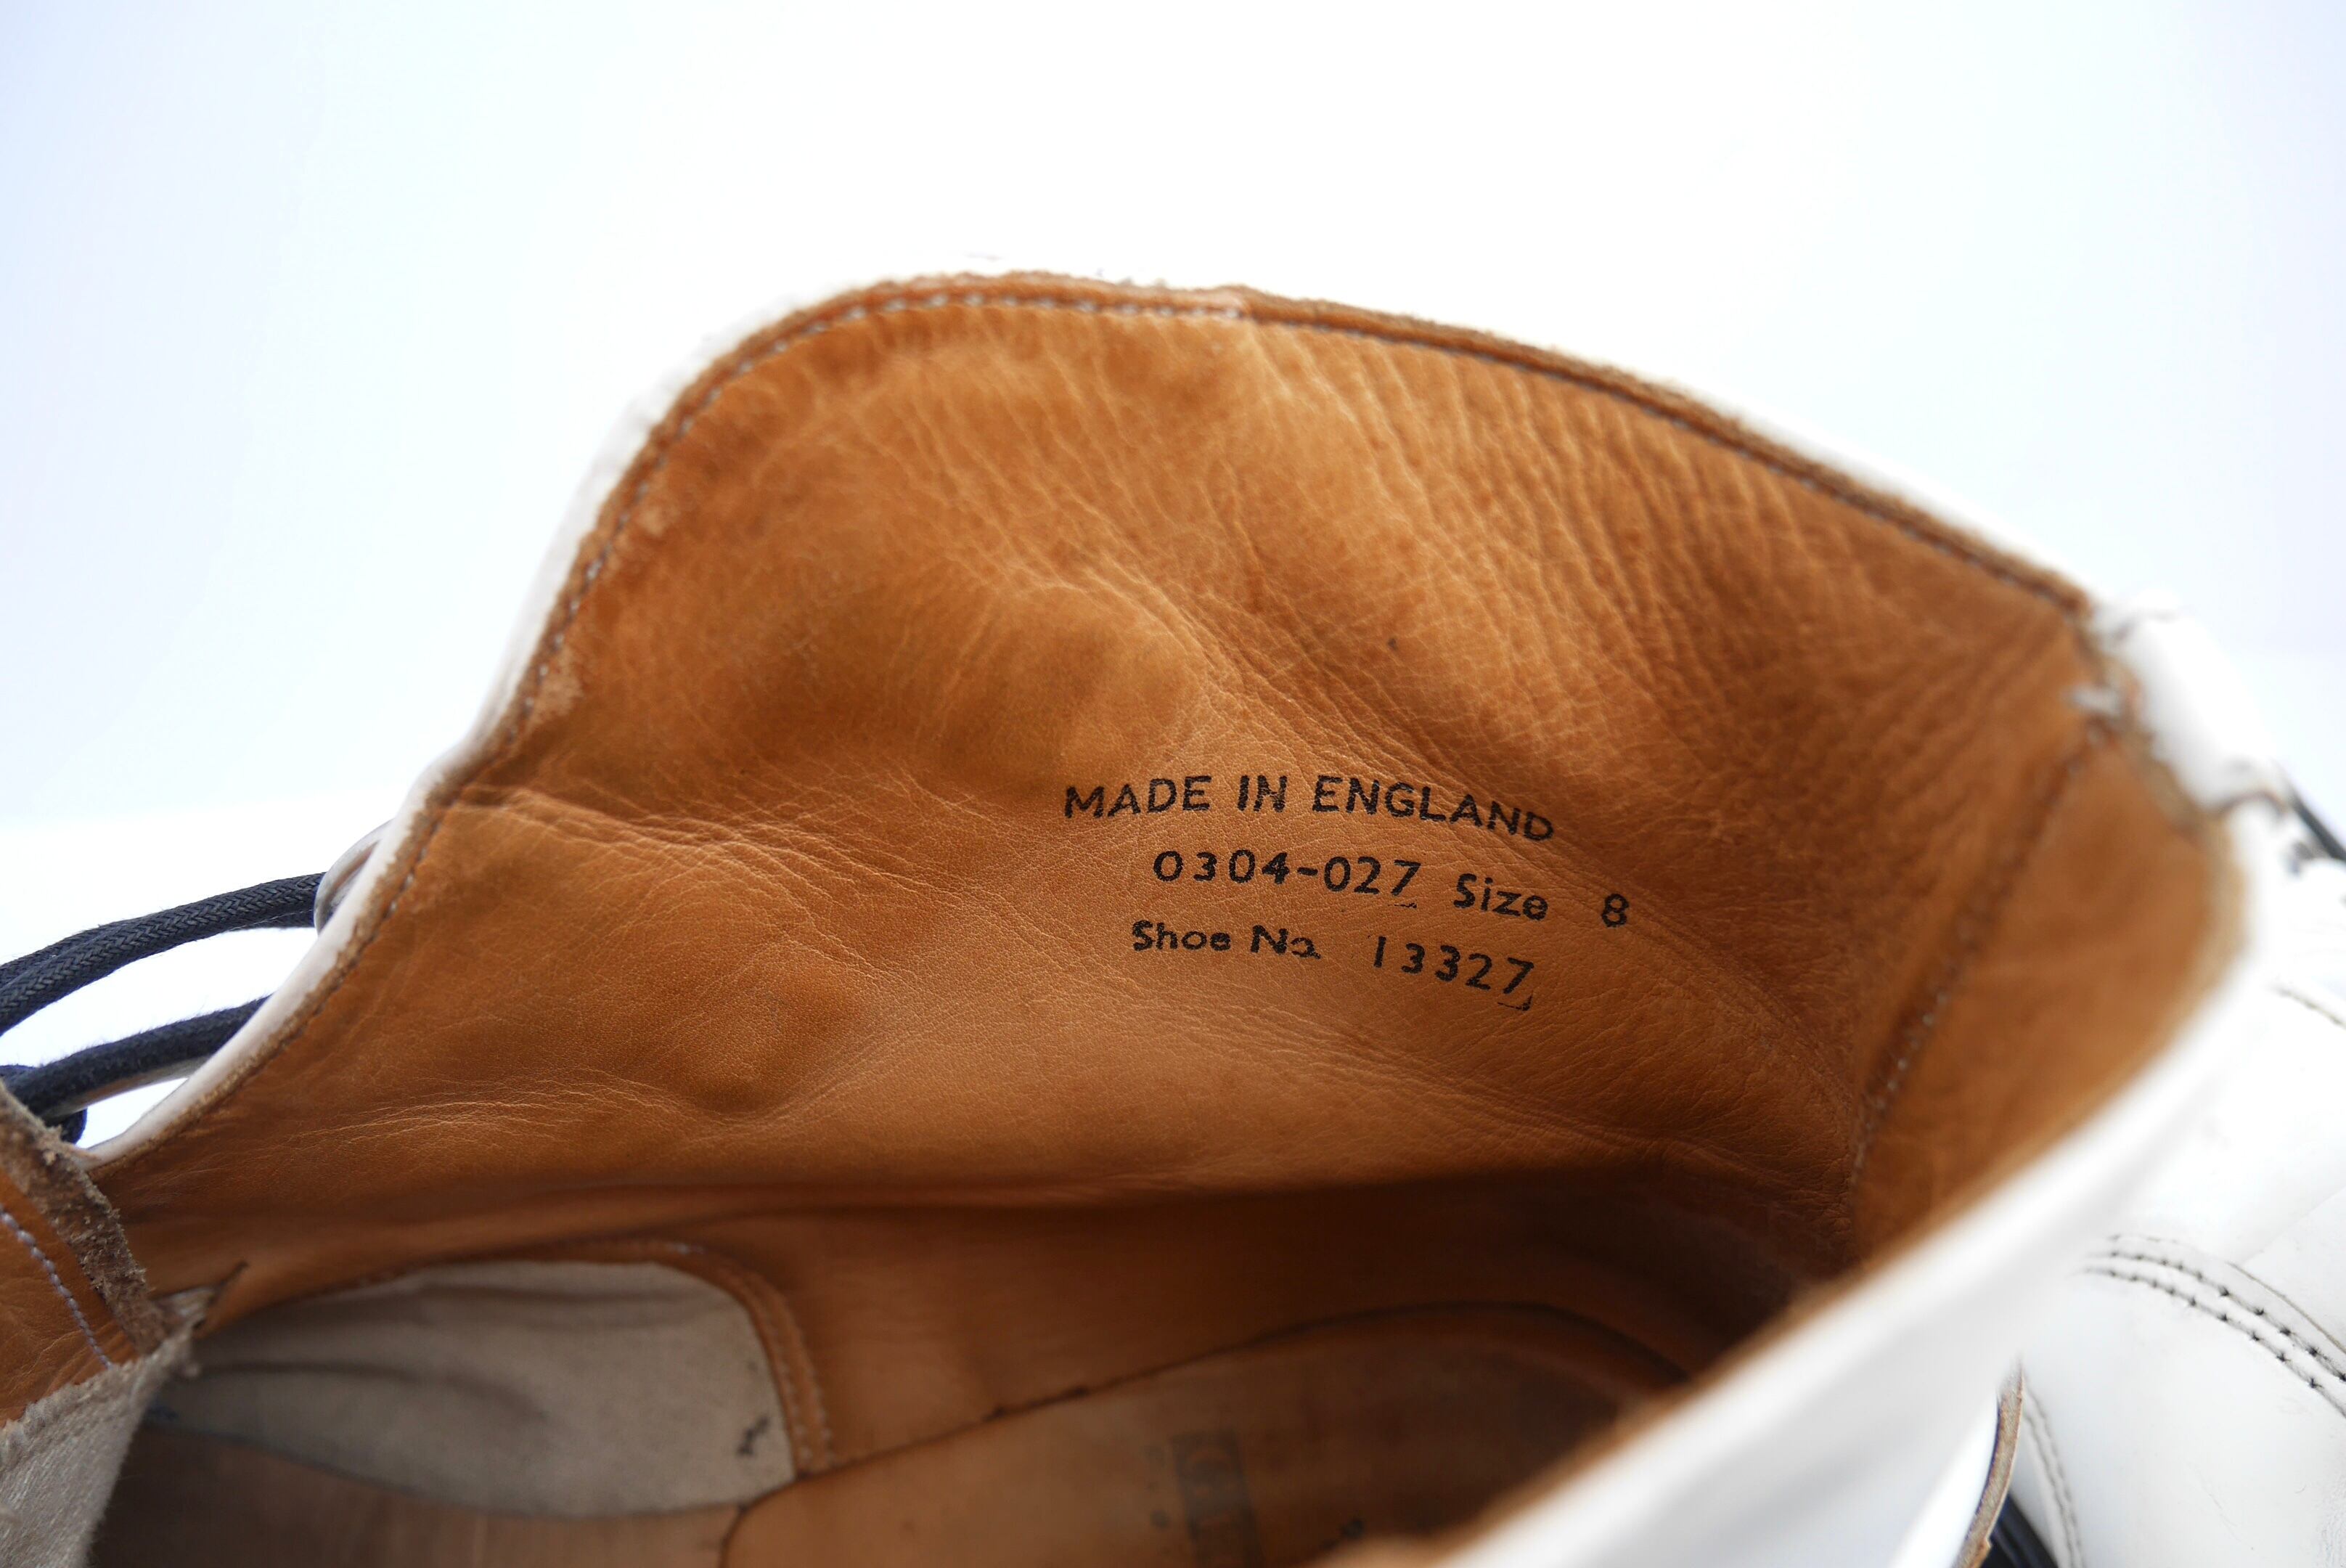 MADE IN ENGLAND
0304-027 Size 8
Shoe No. 13327